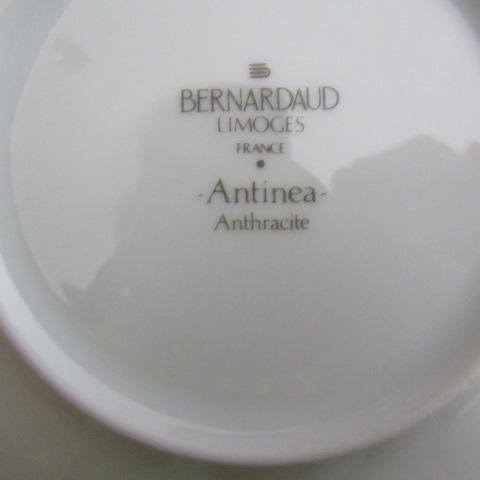 BERNARDAUD
LIMOGES
FRANCE
-Antinea-
Anthracite